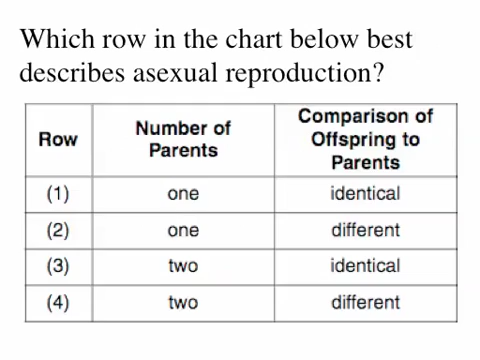 Which row in the chart below best
describes asexual reproduction?
Row Number of Parents Comparison of Offspring to Parents
(1) one identical
(2) one different
(3) two identical
(4) two different